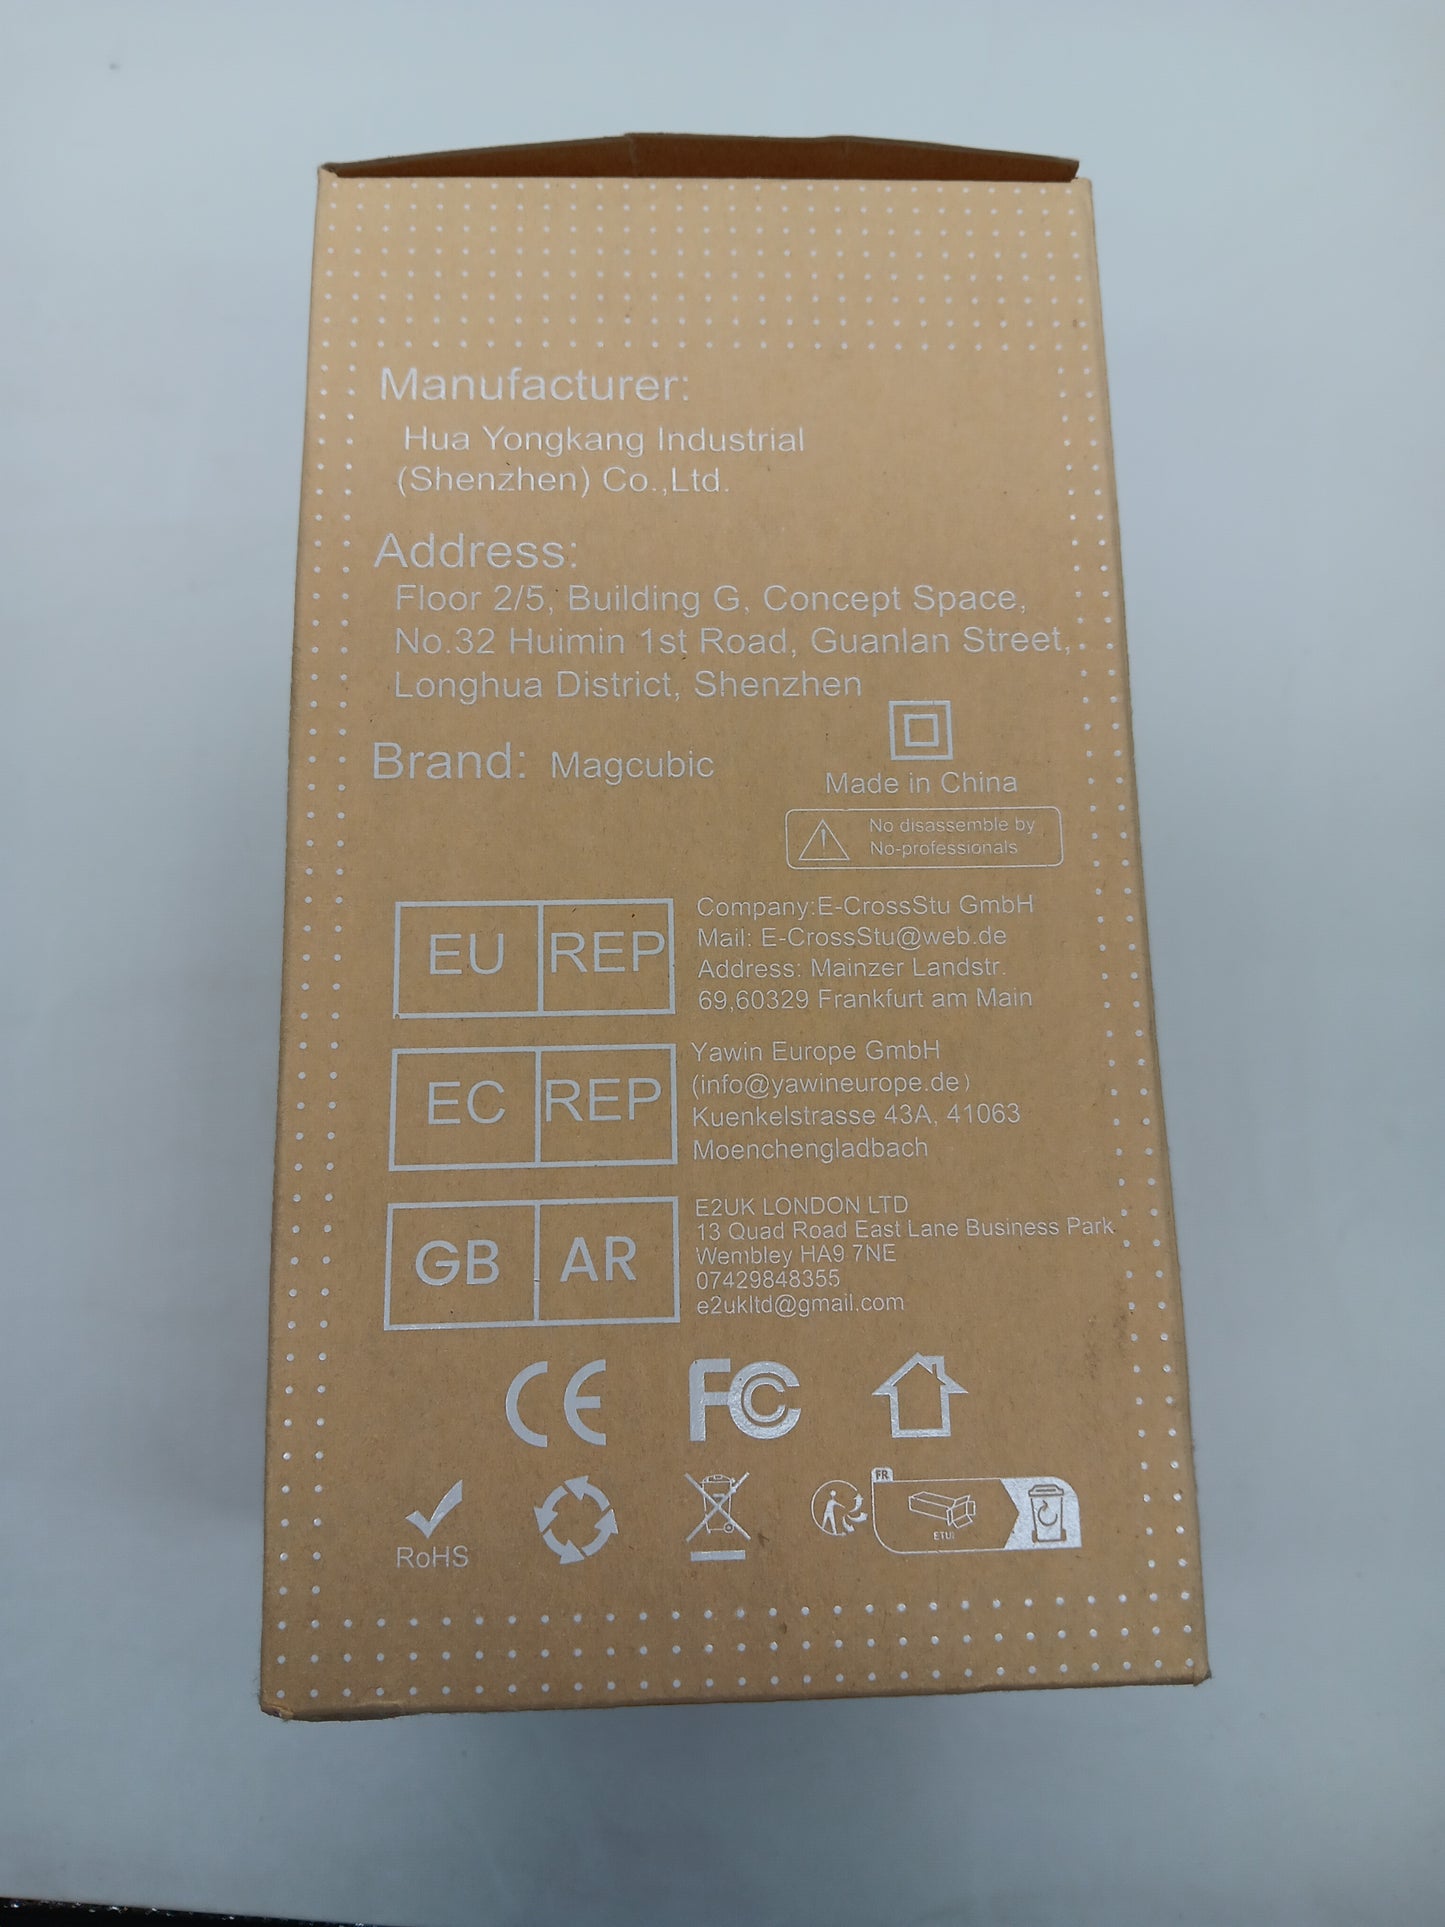 Manufacturer:
Hua Yongkang Industrial
(Shenzhen) Co.,Ltd.
Address:
Floor 2/5, Building G, Concept Space,
No.32 Huimin 1st Road, Guanlan Street,
Longhua District, Shenzhen
Brand: Magcubic
Made in China
No disassemble by
No-professionals
EU REP
Company:E-CrossStu GmbH
Mail: E-CrossStu@web.de
Address: Mainzer Landstr.
69,60329 Frankfurt am Main
EC REP
Yawin Europe GmbH
(info@yawineurope.de)
Kuenkelstrasse 43A, 41063
Moenchengladbach
GB AR
E2UK LONDON LTD
13 Quad Road East Lane Business Park
Wembley HA9 7NE
07429848355
e2ukltd@gmail.com
CE FC
RoHS
FR
ETUI